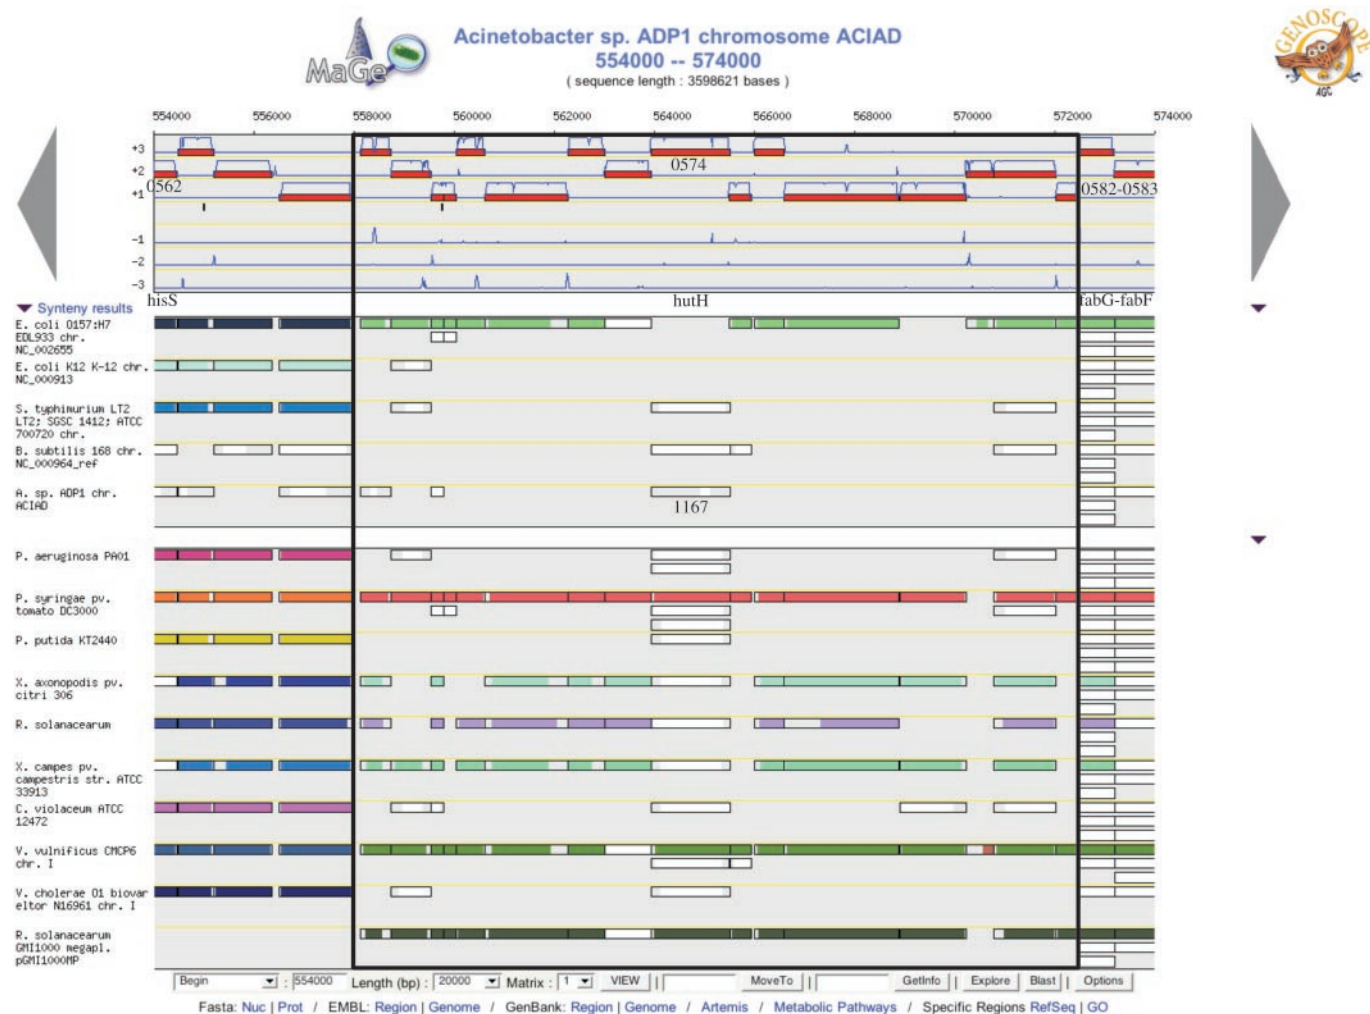 MaGe
Acinetobacter sp. ADP1 chromosome ACIAD
554000 -- 574000
( sequence length : 3598621 bases )
GENOSCOPE
AGC
554000 556000 558000 560000 562000 564000 566000 568000 570000 572000 574000
+3
+2
0574
0562
+1
0582-0583
-1
-2
-3
hisS hutH fabG-fabF
Synteny results
E. coli O157:H7
EDL933 chr.
NC_002655
E. coli K12 K-12 chr.
NC_000913
S. typhimurium LT2
LT2; SGSC 1412; ATCC
700720 chr.
B. subtilis 168 chr.
NC_000964_ref
A. sp. ADP1 chr.
ACIAD
1167
P. aeruginosa PAO1
P. syringae pv.
tomato DC3000
P. putida KT2440
X. axonopodis pv.
citri 306
R. solanacearum
X. campes pv.
campestris str. ATCC
33913
C. violaceum ATCC
12472
V. vulnificus CMCP6
chr. I
V. cholerae O1 biovar
eltor N16961 chr. I
R. solanacearum
GMI1000 megapl.
pGMI1000MP
Begin : 554000 Length (bp) : 20000 Matrix : 1 VIEW | MoveTo | GetInfo | Explore Blast | Options
Fasta: Nuc | Prot / EMBL: Region | Genome / GenBank: Region | Genome / Artemis / Metabolic Pathways / Specific Regions RefSeq | GO